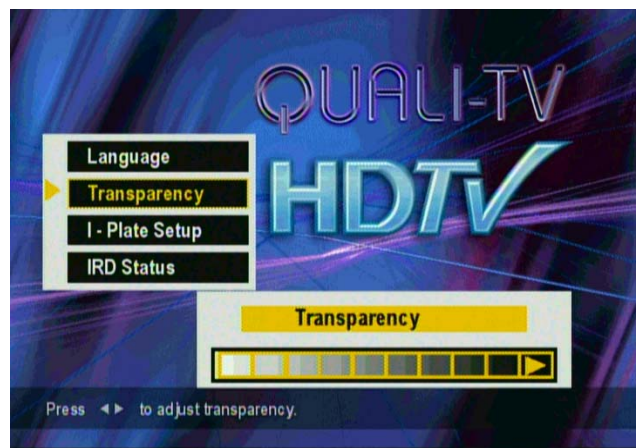 QUALI-TV
HDTV
Language
Transparency
I - Plate Setup
IRD Status
Transparency
Press ◄► to adjust transparency.